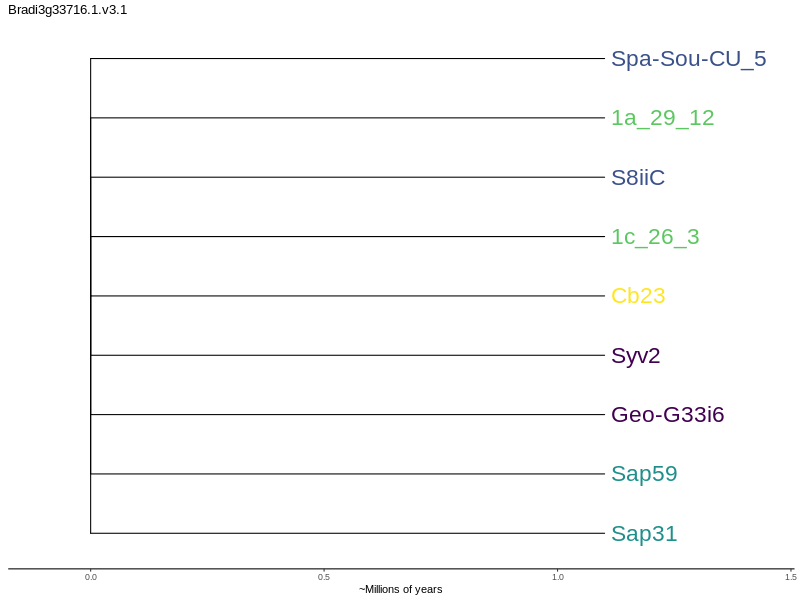 Bradi3g33716.1.v3.1
Spa-Sou-CU_5
1a_29_12
S8iiC
1c_26_3
Cb23
Syv2
Geo-G33i6
Sap59
Sap31
0.0 0.5 1.0 1.5
~Millions of years